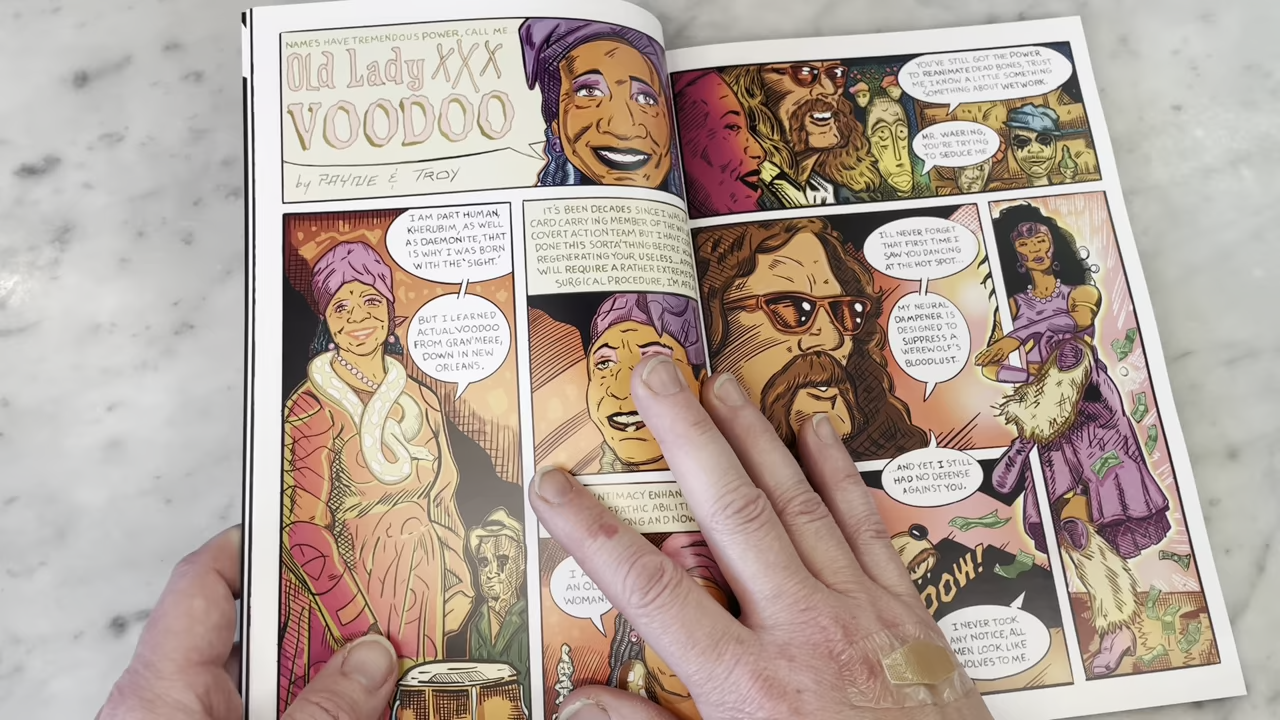 NAMES HAVE TREMENDOUS POWER, CALL ME...
Old Lady XXX
VOODOO
by PAYNE & TROY
I AM PART HUMAN,
KHERUBIM, AS WELL
AS DAEMONITE, THAT
IS WHY I WAS BORN
WITH THE 'SIGHT.'
BUT I LEARNED
ACTUAL VOODOO
FROM GRAN'MERE,
DOWN IN NEW
ORLEANS.
IT'S BEEN DECADES SINCE I WAS A
CARD CARRYING MEMBER OF THE
COVERT ACTION TEAM BUT I HAVE
DONE THIS SORTA' THING BEFORE,
REGENERATING YOUR USELESS...
WILL REQUIRE A RATHER EXTREME
SURGICAL PROCEDURE, I'M
INTIMACY
AND NOW
I
AN OLD
WOMAN!
YOU'VE STILL GOT THE POWER
TO REANIMATE DEAD BONES, TRUST
ME, I KNOW A LITTLE SOMETHING
SOMETHING ABOUT WETWORK.
MR. WAERING,
YOU'RE TRYING
TO SEDUCE ME.
I'LL NEVER FORGET
THAT FIRST TIME I
SAW YOU DANCING
AT THE HOT SPOT...
MY NEURAL
DAMPENER IS
DESIGNED TO
SUPPRESS A
WEREWOLF'S
BLOODLUST.
...AND YET, I STILL
HAD NO DEFENSE
AGAINST YOU.
I NEVER TOOK
ANY NOTICE, ALL
MEN LOOK LIKE
WOLVES TO ME.